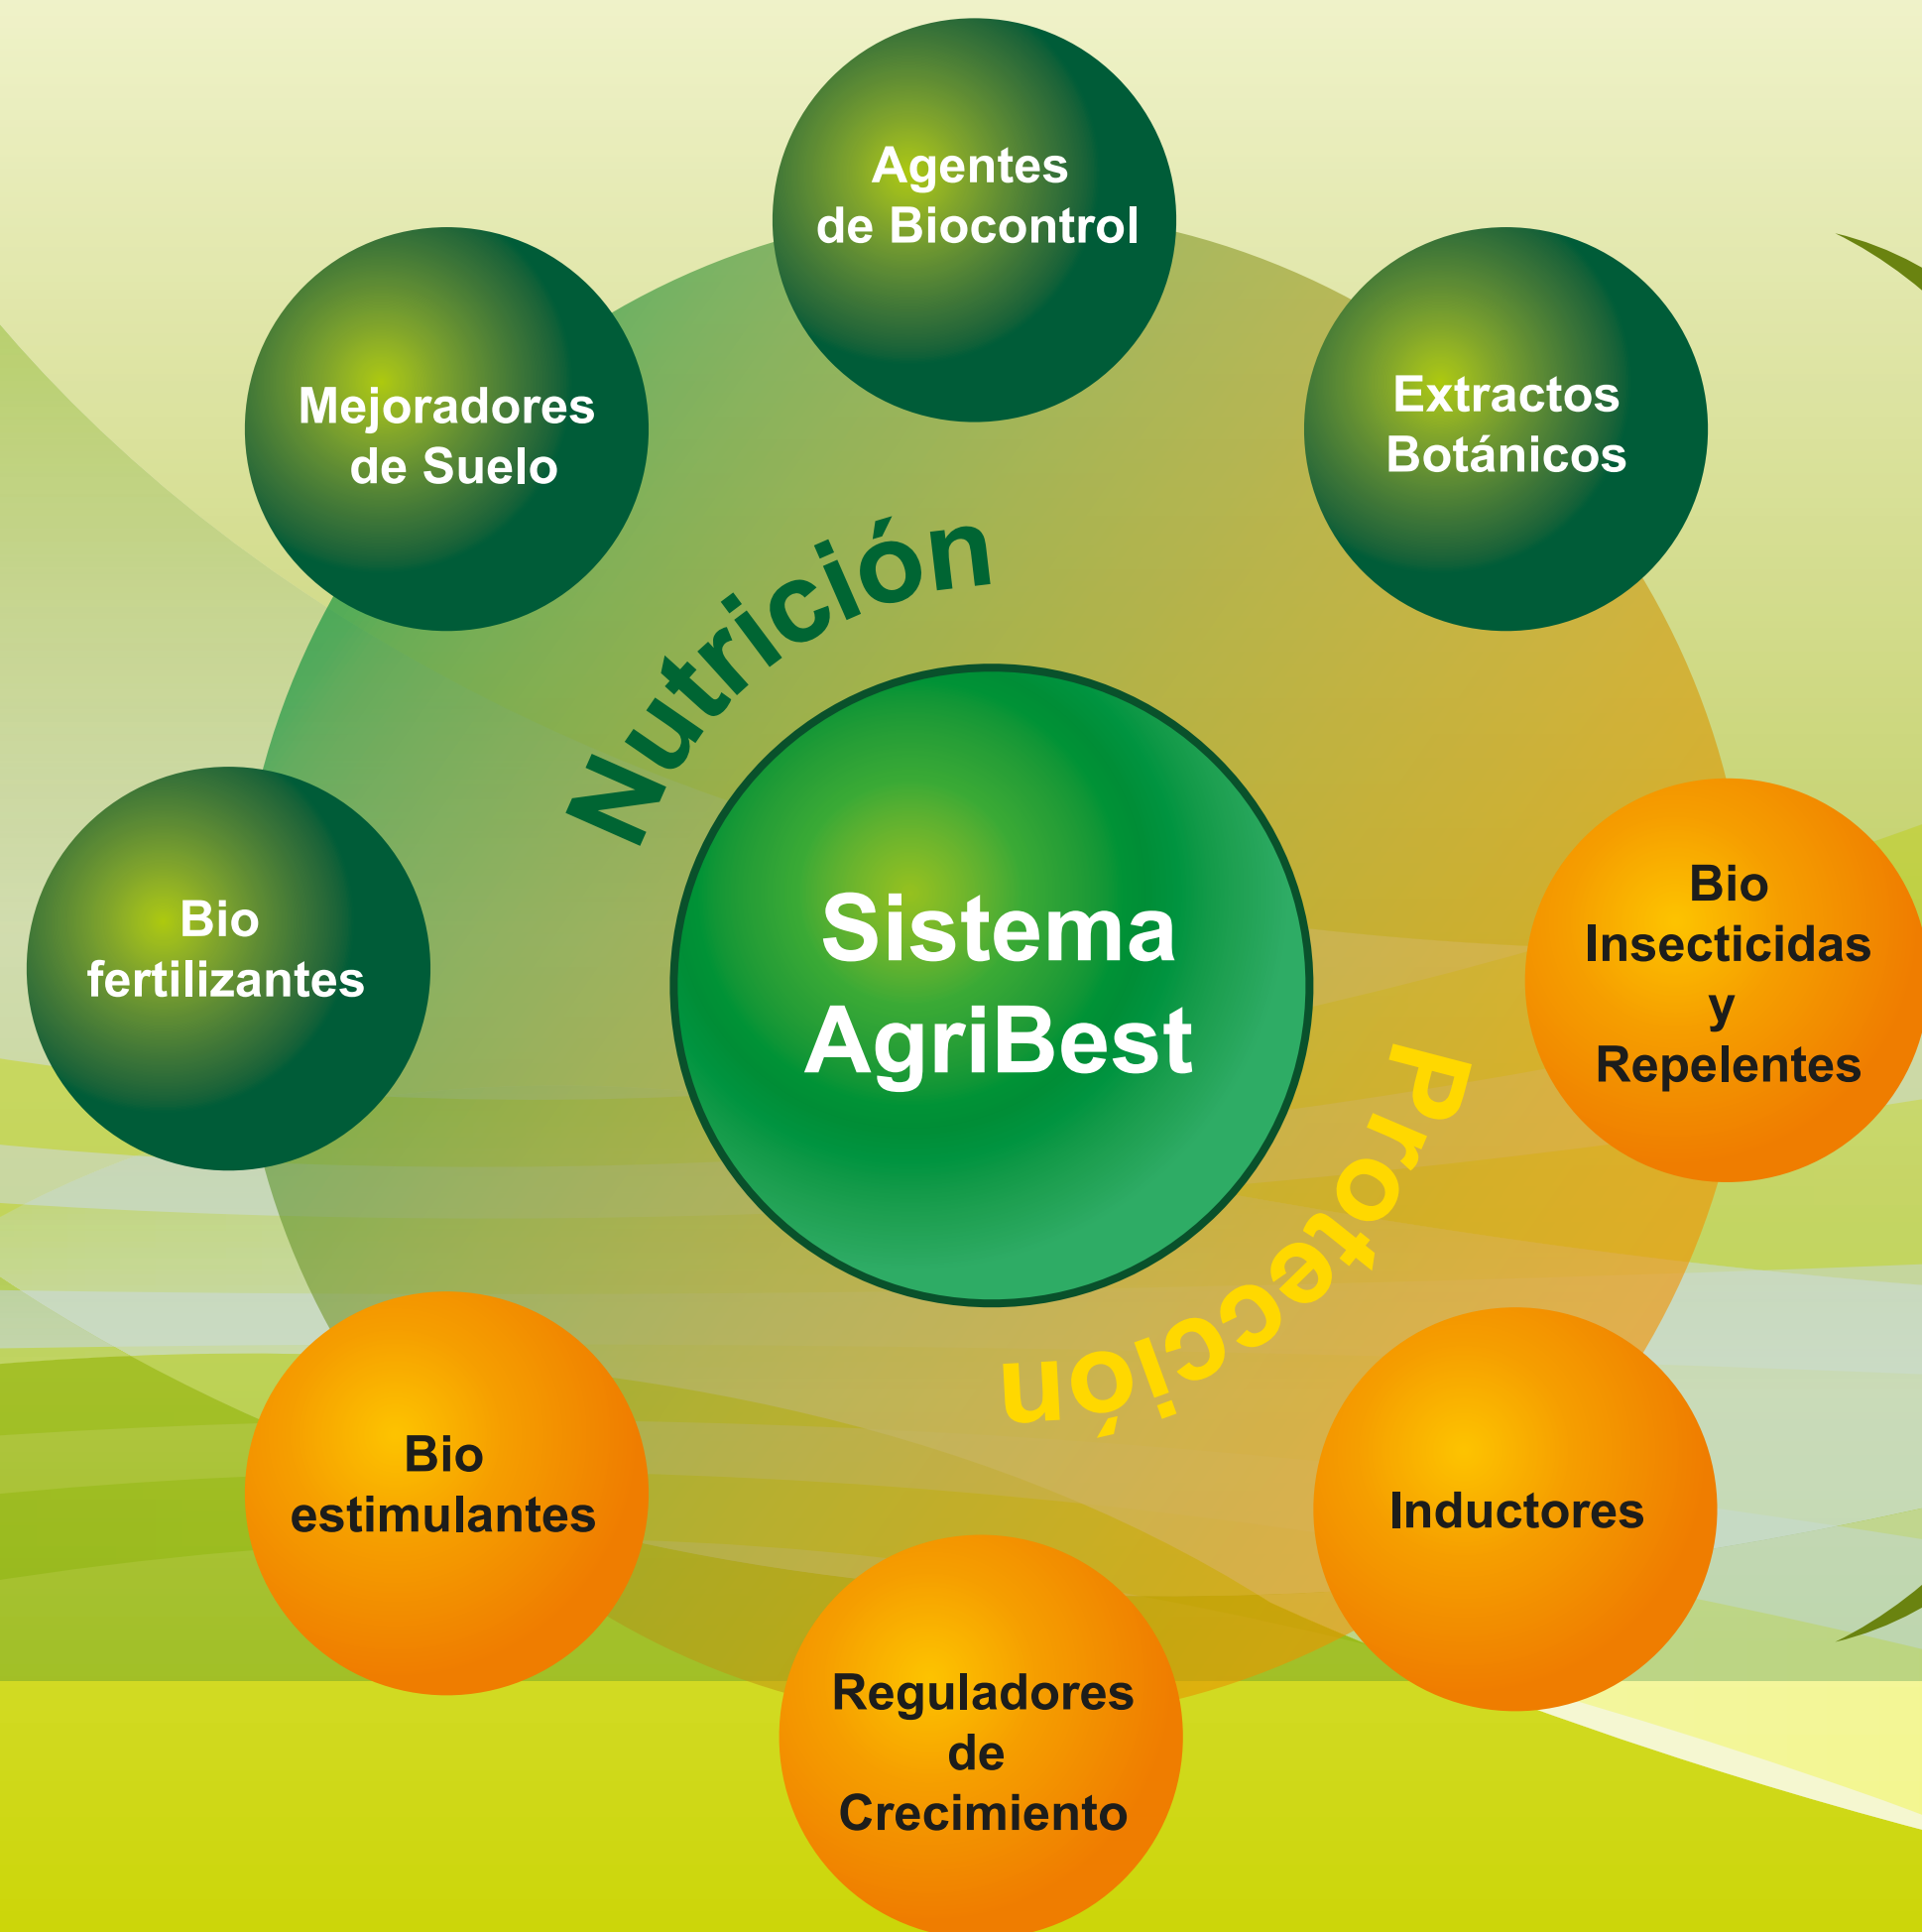 Agentes
de Biocontrol
Mejoradores
de Suelo
Extractos
Botánicos
Nutrición
Bio
fertilizantes
Sistema
AgriBest
Bio
Insecticidas
y
Repelentes
Protección
Bio
estimulantes
Inductores
Reguladores
de
Crecimiento